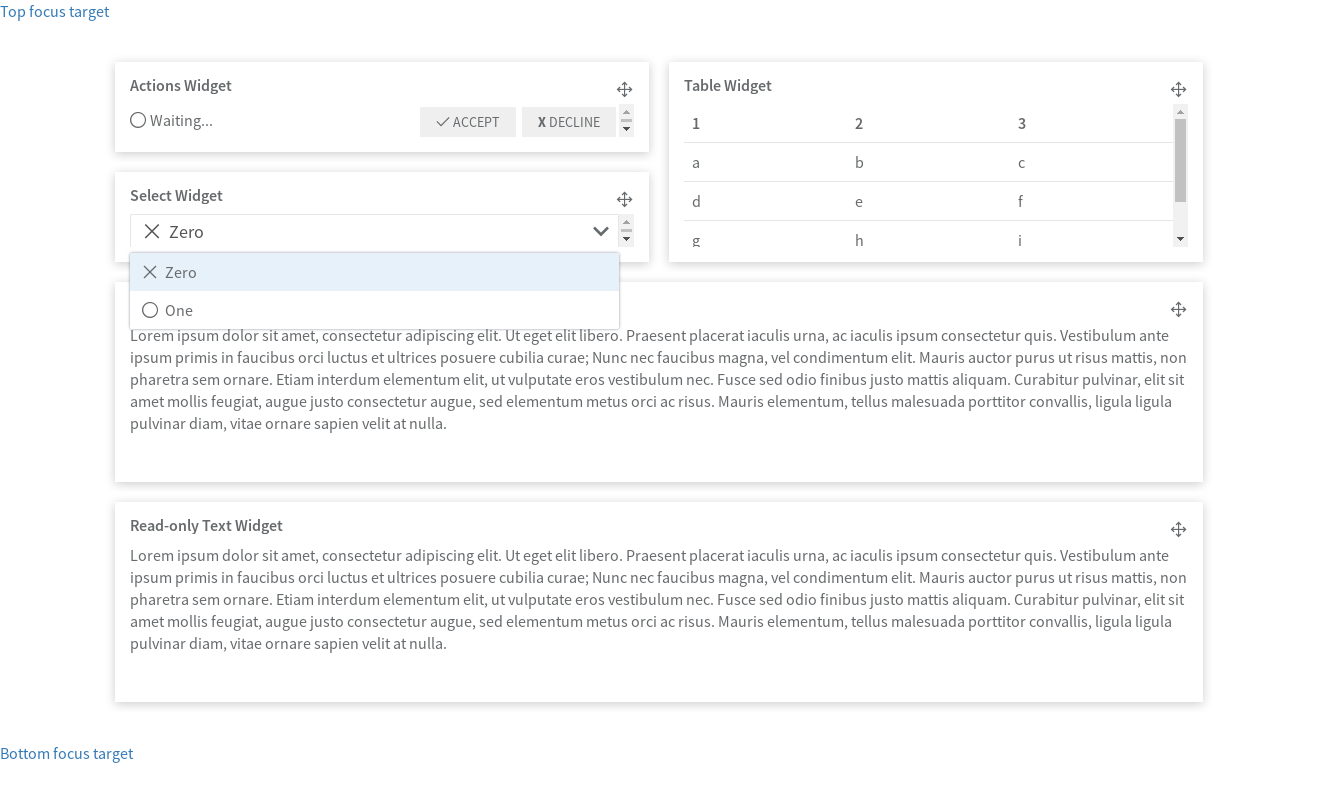 Top focus target
Actions Widget
Waiting...
ACCEPT
X DECLINE
Table Widget
1 2 3
a b c
d e f
g h i
Select Widget
Zero
Zero
One
Lorem ipsum dolor sit amet, consectetur adipiscing elit. Ut eget elit libero. Praesent placerat iaculis urna, ac iaculis ipsum consectetur quis. Vestibulum ante
ipsum primis in faucibus orci luctus et ultrices posuere cubilia curae; Nunc nec faucibus magna, vel condimentum elit. Mauris auctor purus ut risus mattis, non
pharetra sem ornare. Etiam interdum elementum elit, ut vulputate eros vestibulum nec. Fusce sed odio finibus justo mattis aliquam. Curabitur pulvinar, elit sit
amet mollis feugiat, augue justo consectetur augue, sed elementum metus orci ac risus. Mauris elementum, tellus malesuada porttitor convallis, ligula ligula
pulvinar diam, vitae ornare sapien velit at nulla.
Read-only Text Widget
Lorem ipsum dolor sit amet, consectetur adipiscing elit. Ut eget elit libero. Praesent placerat iaculis urna, ac iaculis ipsum consectetur quis. Vestibulum ante
ipsum primis in faucibus orci luctus et ultrices posuere cubilia curae; Nunc nec faucibus magna, vel condimentum elit. Mauris auctor purus ut risus mattis, non
pharetra sem ornare. Etiam interdum elementum elit, ut vulputate eros vestibulum nec. Fusce sed odio finibus justo mattis aliquam. Curabitur pulvinar, elit sit
amet mollis feugiat, augue justo consectetur augue, sed elementum metus orci ac risus. Mauris elementum, tellus malesuada porttitor convallis, ligula ligula
pulvinar diam, vitae ornare sapien velit at nulla.
Bottom focus target